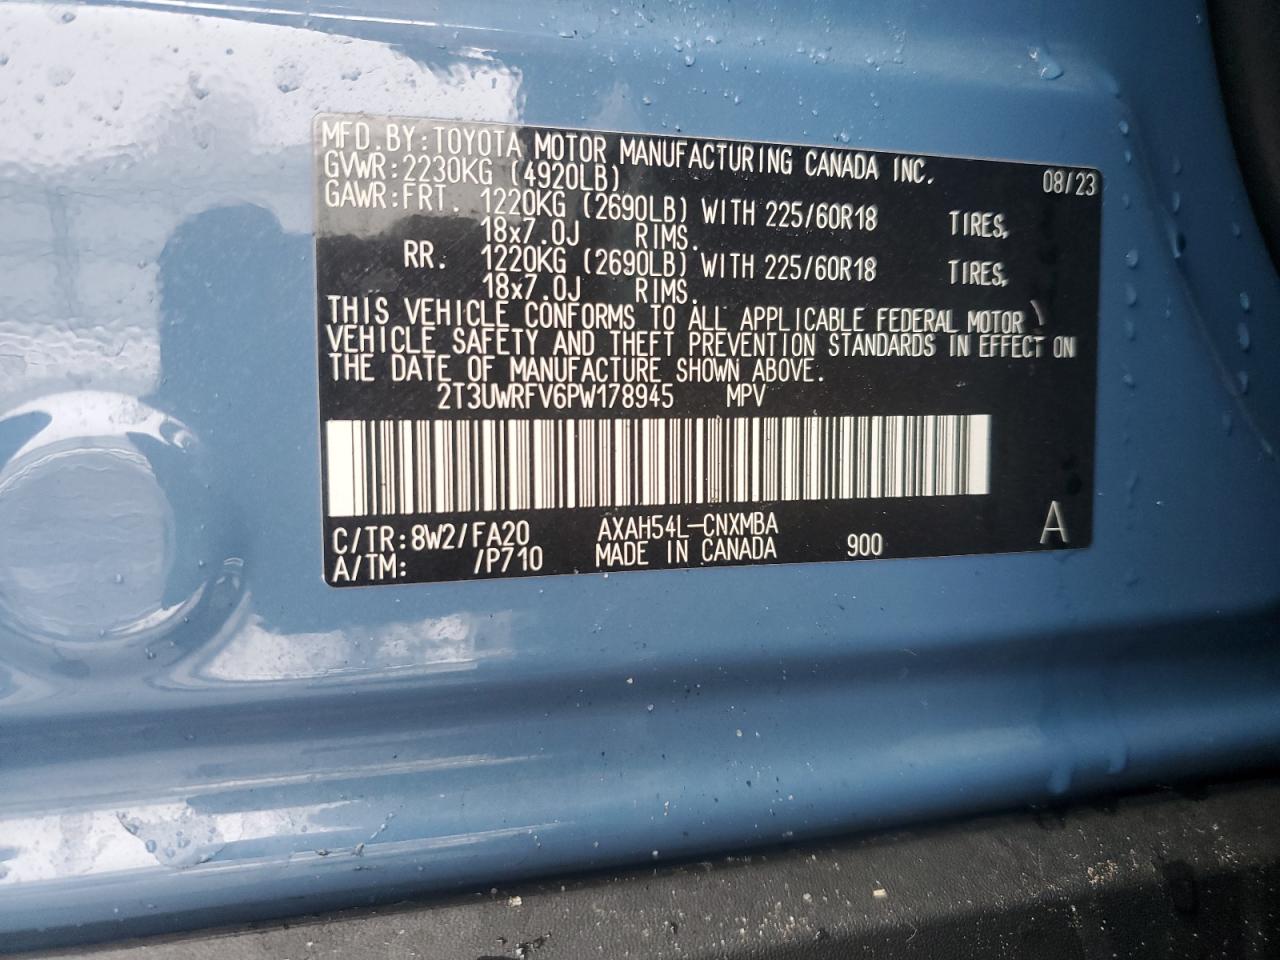 MFD.BY:TOYOTA MOTOR MANUFACTURING CANADA INC.
GVWR:2230KG (4920LB) 08/23
GAWR:FRT. 1220KG (2690LB) WITH 225/60R18 TIRES,
18x7.0J RIMS.
RR. 1220KG (2690LB) WITH 225/60R18 TIRES,
18x7.0J RIMS.
THIS VEHICLE CONFORMS TO ALL APPLICABLE FEDERAL MOTOR
VEHICLE SAFETY AND THEFT PREVENTION STANDARDS IN EFFECT ON
THE DATE OF MANUFACTURE SHOWN ABOVE.
2T3UWRFV6PW178945 MPV
C/TR:8W2/FA20 AXAH54L-CNXMBA
A/TM: /P710 MADE IN CANADA 900 A